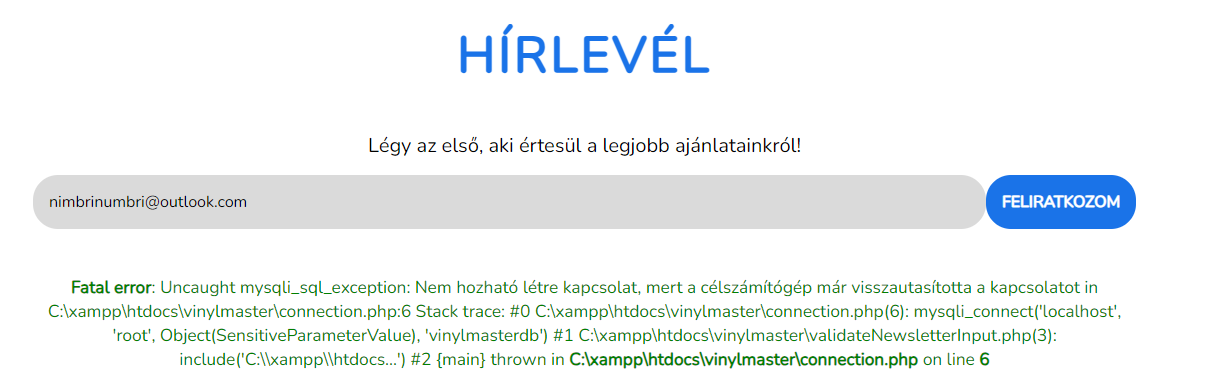 HÍRLEVÉL
Légy az első, aki értesül a legjobb ajánlatainkról!
nimbrinumbri@outlook.com
FELIRATKOZOM
Fatal error: Uncaught mysqli_sql_exception: Nem hozható létre kapcsolat, mert a célszámítógép már visszautasította a kapcsolatot in
C:\xampp\htdocs\vinylmaster\connection.php:6 Stack trace: #0 C:\xampp\htdocs\vinylmaster\connection.php(6): mysqli_connect('localhost',
'root', Object(SensitiveParameterValue), 'vinylmasterdb') #1 C:\xampp\htdocs\vinylmaster\validateNewsletterInput.php(3):
include('C:\\xampp\\htdocs...') #2 {main} thrown in C:\xampp\htdocs\vinylmaster\connection.php on line 6